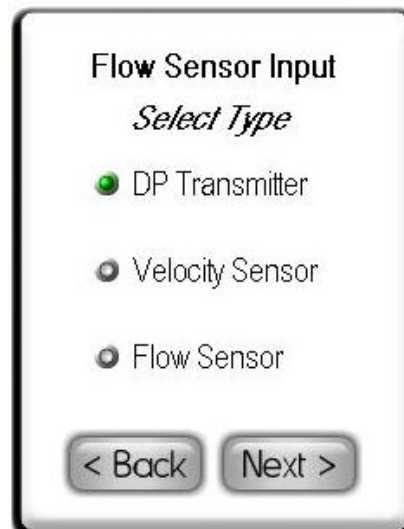 Flow Sensor Input
Select Type
DP Transmitter
Velocity Sensor
Flow Sensor
< Back Next >